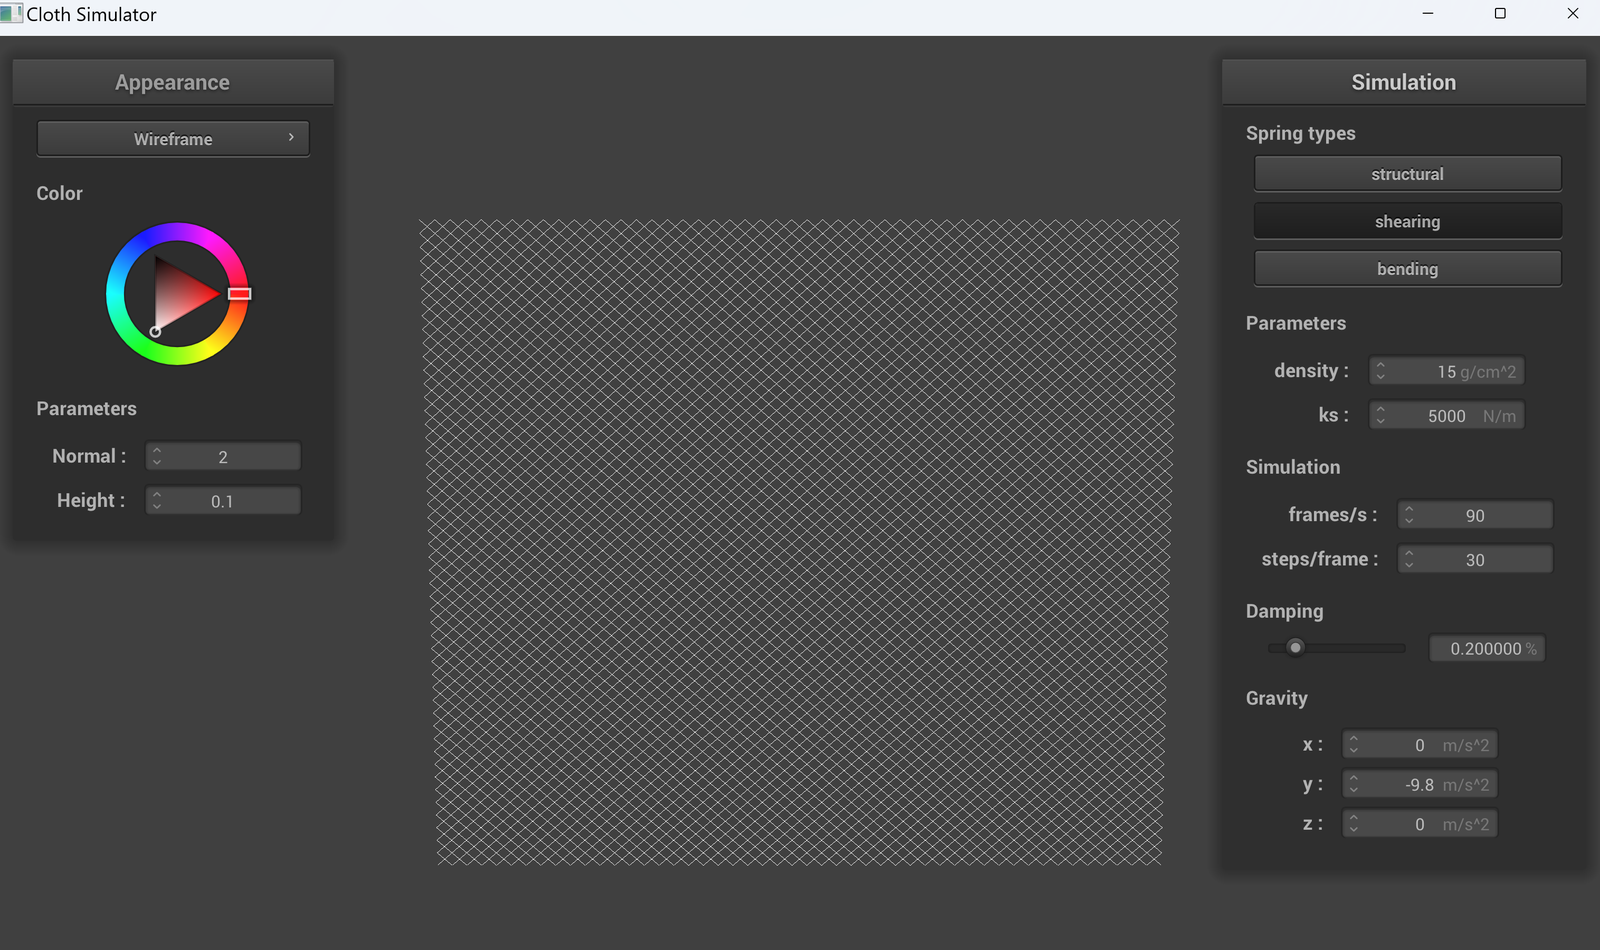 Cloth Simulator
Appearance
Wireframe
Color
Parameters
Normal : 2
Height : 0.1
Simulation
Spring types
structural
shearing
bending
Parameters
density : 15 g/cm^2
ks : 5000 N/m
Simulation
frames/s : 90
steps/frame : 30
Damping
0.200000 %
Gravity
x : 0 m/s^2
y : -9.8 m/s^2
z : 0 m/s^2